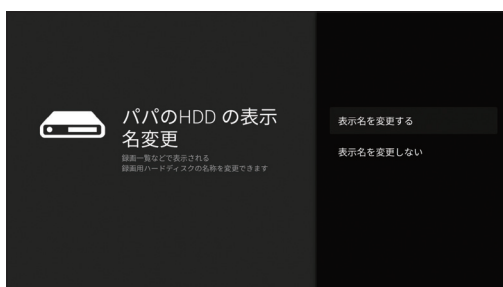 パパのHDD の表示
名変更
録画一覧などで表示される
録画用ハードディスクの名称を変更できます
表示名を変更する
表示名を変更しない